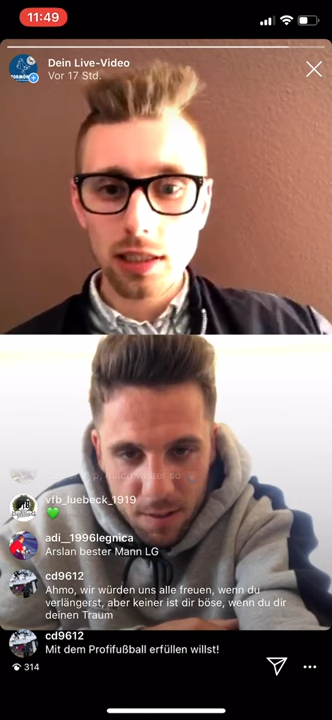 11:49
Dein Live-Video
Vor 17 Std.
vfb_luebeck_1919
💚
adi__1996legnica
Arslan bester Mann LG
cd9612
Ahmo, wir würden uns alle freuen, wenn du
verlängerst, aber keiner ist dir böse, wenn du dir
deinen Traum
cd9612
Mit dem Profifußball erfüllen willst!
314